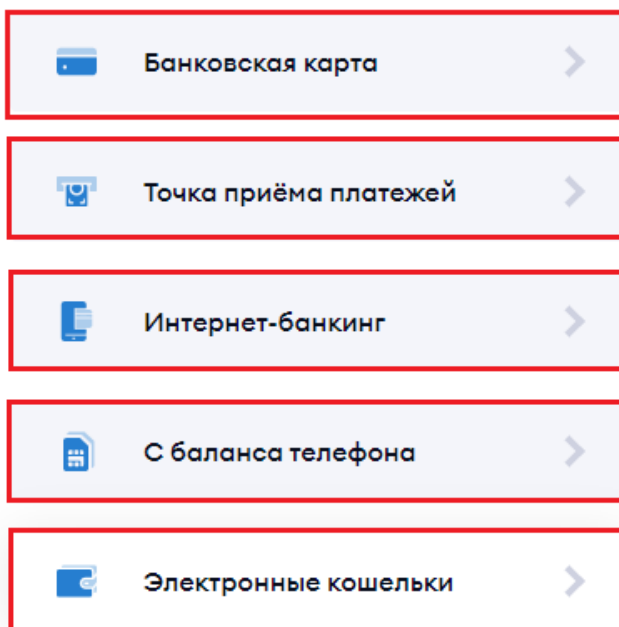 Банковская карта
Точка приёма платежей
Интернет-банкинг
С баланса телефона
Электронные кошельки